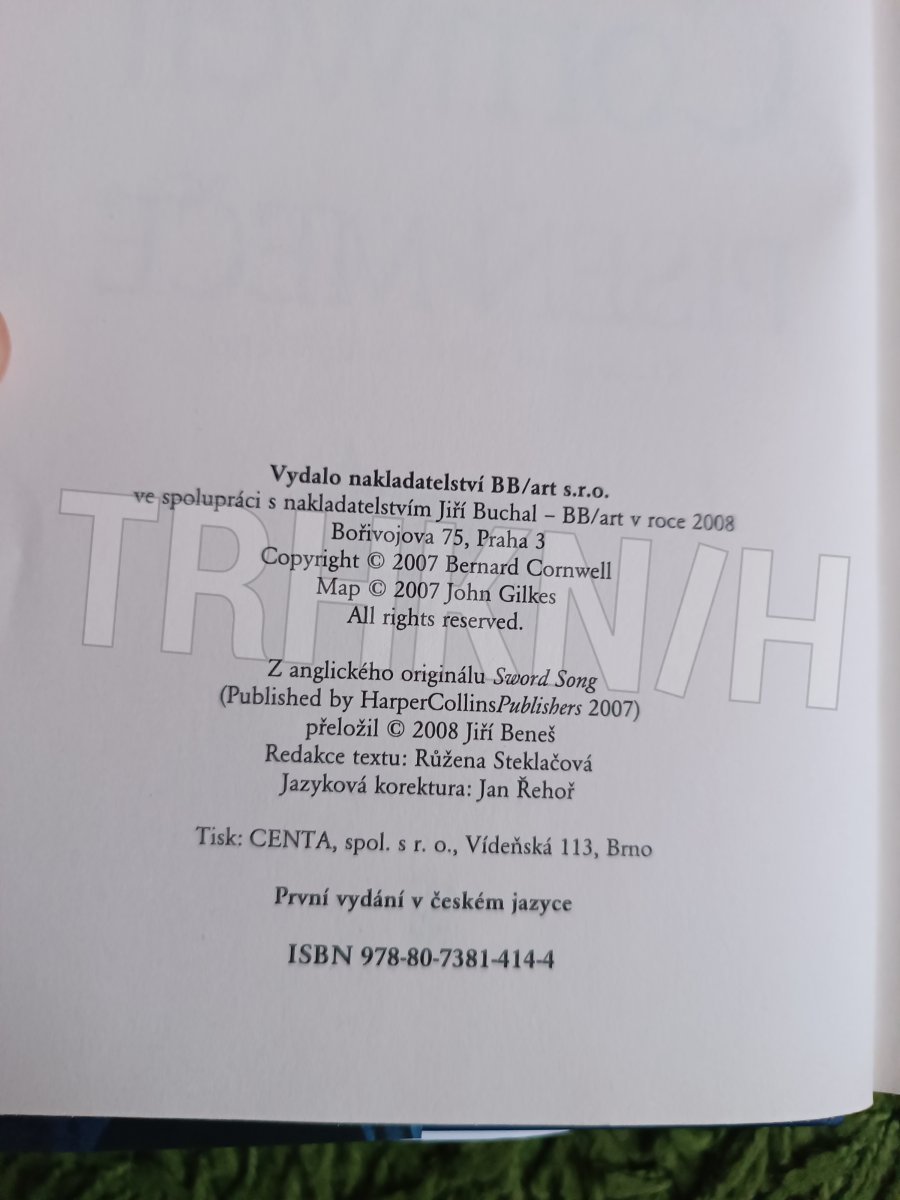 Vydalo nakladatelství BB/art s.r.o.
ve spolupráci s nakladatelstvím Jiří Buchal – BB/art v roce 2008
Bořivojova 75, Praha 3
Copyright © 2007 Bernard Cornwell
Map © 2007 John Gilkes
All rights reserved.
Z anglického originálu Sword Song
(Published by HarperCollinsPublishers 2007)
přeložil © 2008 Jiří Beneš
Redakce textu: Růžena Steklačová
Jazyková korektura: Jan Řehoř
Tisk: CENTA, spol. s r. o., Vídeňská 113, Brno
První vydání v českém jazyce
ISBN 978-80-7381-414-4
TRHKN/H